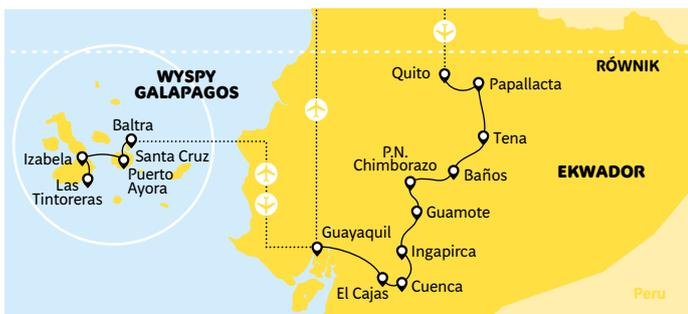 WYSPY
GALAPAGOS
Baltra
Izabela
Santa Cruz
Las
Tintoreras
Puerto
Ayora
Quito
Papallacta
RÓWNIK
Tena
P.N.
Chimborazo
Baños
EKWADOR
Guamote
Guayaquil
Ingapirca
El Cajas
Cuenca
Peru